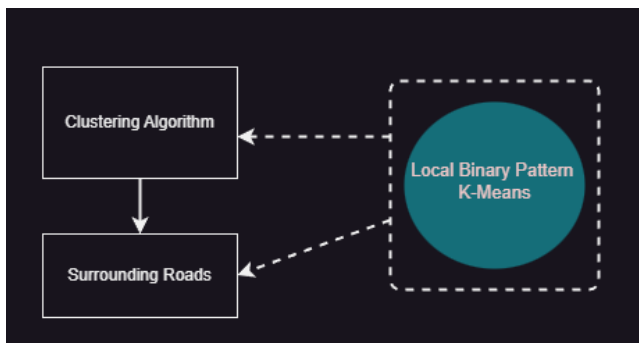 Clustering Algorithm
Local Binary Pattern
K-Means
Surrounding Roads